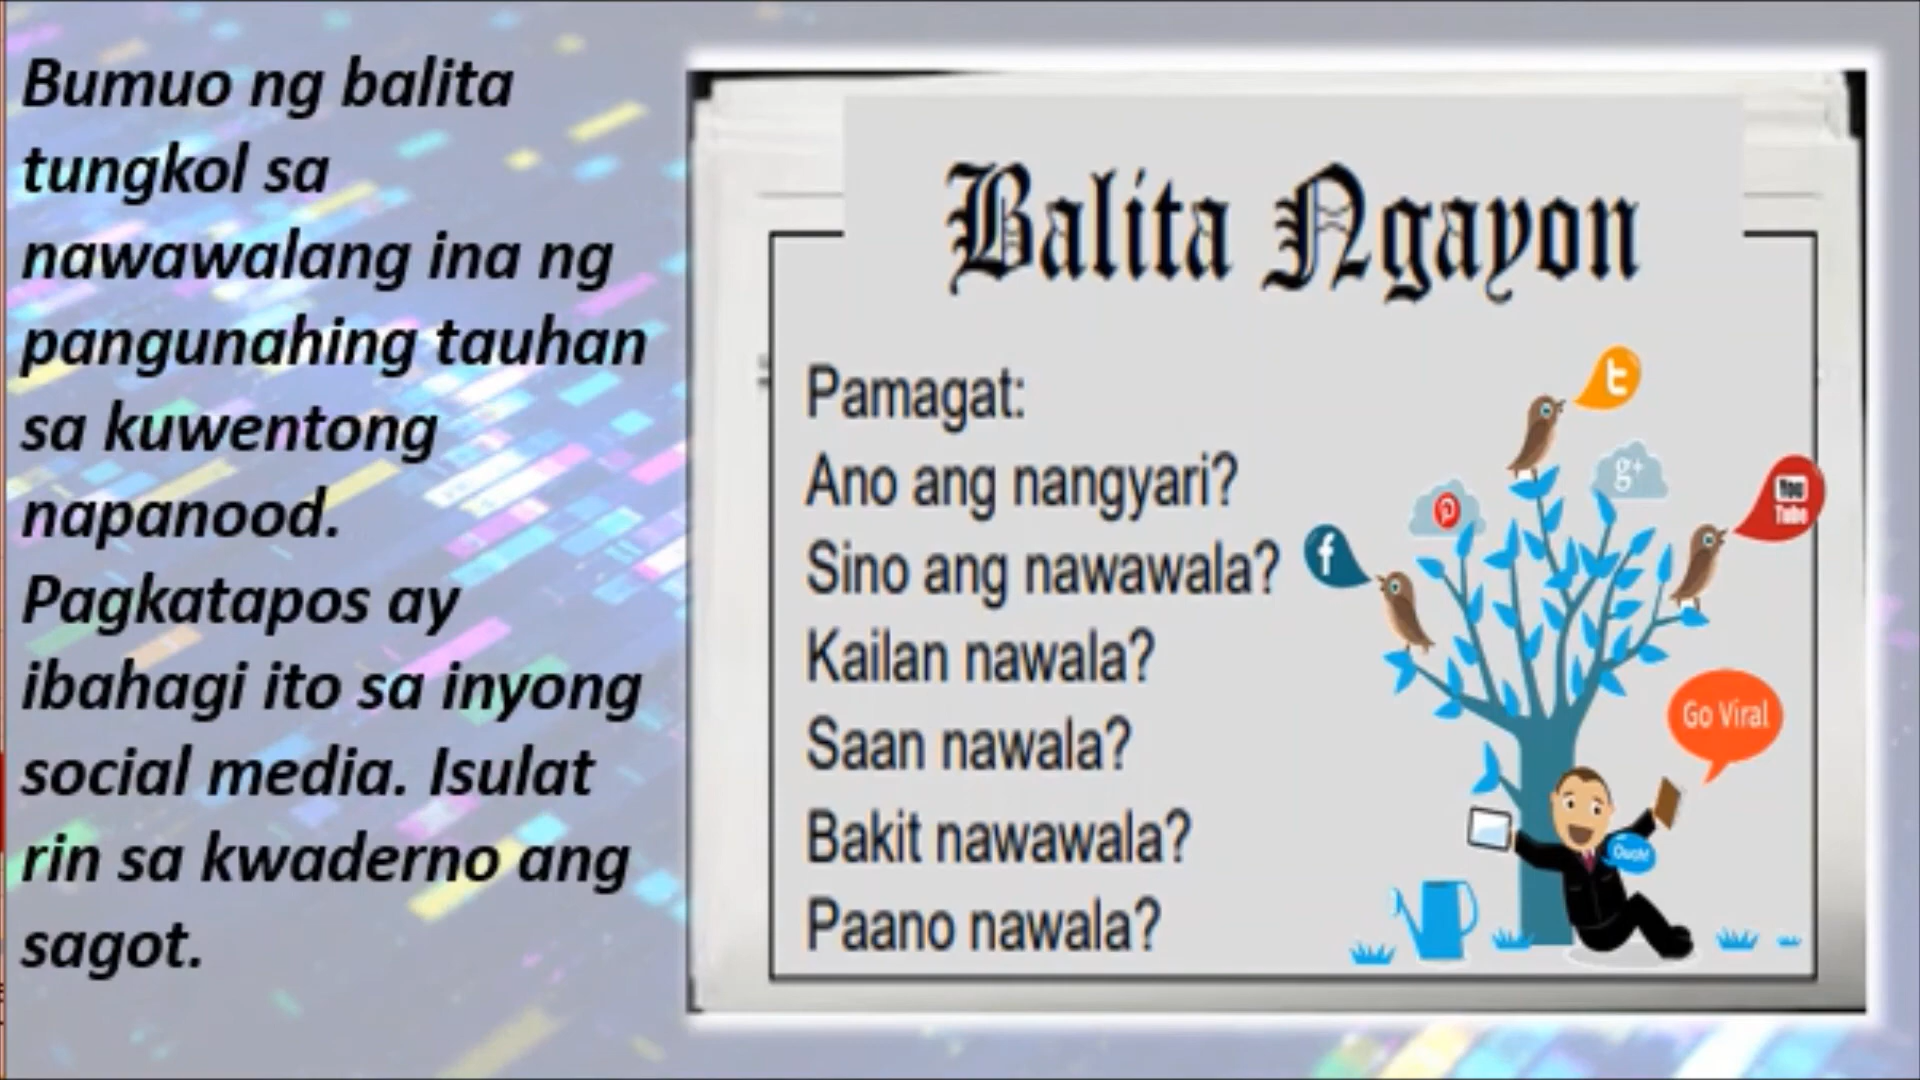 Bumuo ng balita
tungkol sa
nawawalang ina ng
pangunahing tauhan
sa kuwentong
napanood.
Pagkatapos ay
ibahagi ito sa inyong
social media. Isulat
rin sa kwaderno ang
sagot.
Balita Ngayon
Pamagat:
Ano ang nangyari?
Sino ang nawawala?
Kailan nawala?
Saan nawala?
Bakit nawawala?
Paano nawala?
t
g+
You
Tube
f
Go Viral